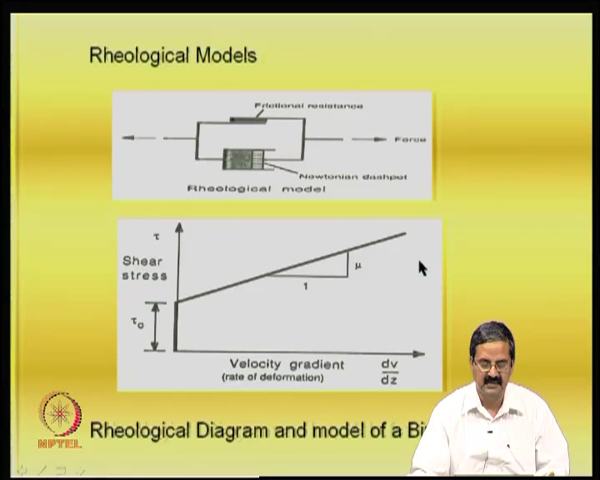 Rheological Models
Frictional resistance
Force
Newtonian dashpot
Rheological model
τ
Shear
stress
μ
1
τo
Velocity gradient
(rate of deformation)
dv
dz
Rheological Diagram and model of a Bi
NPTEL